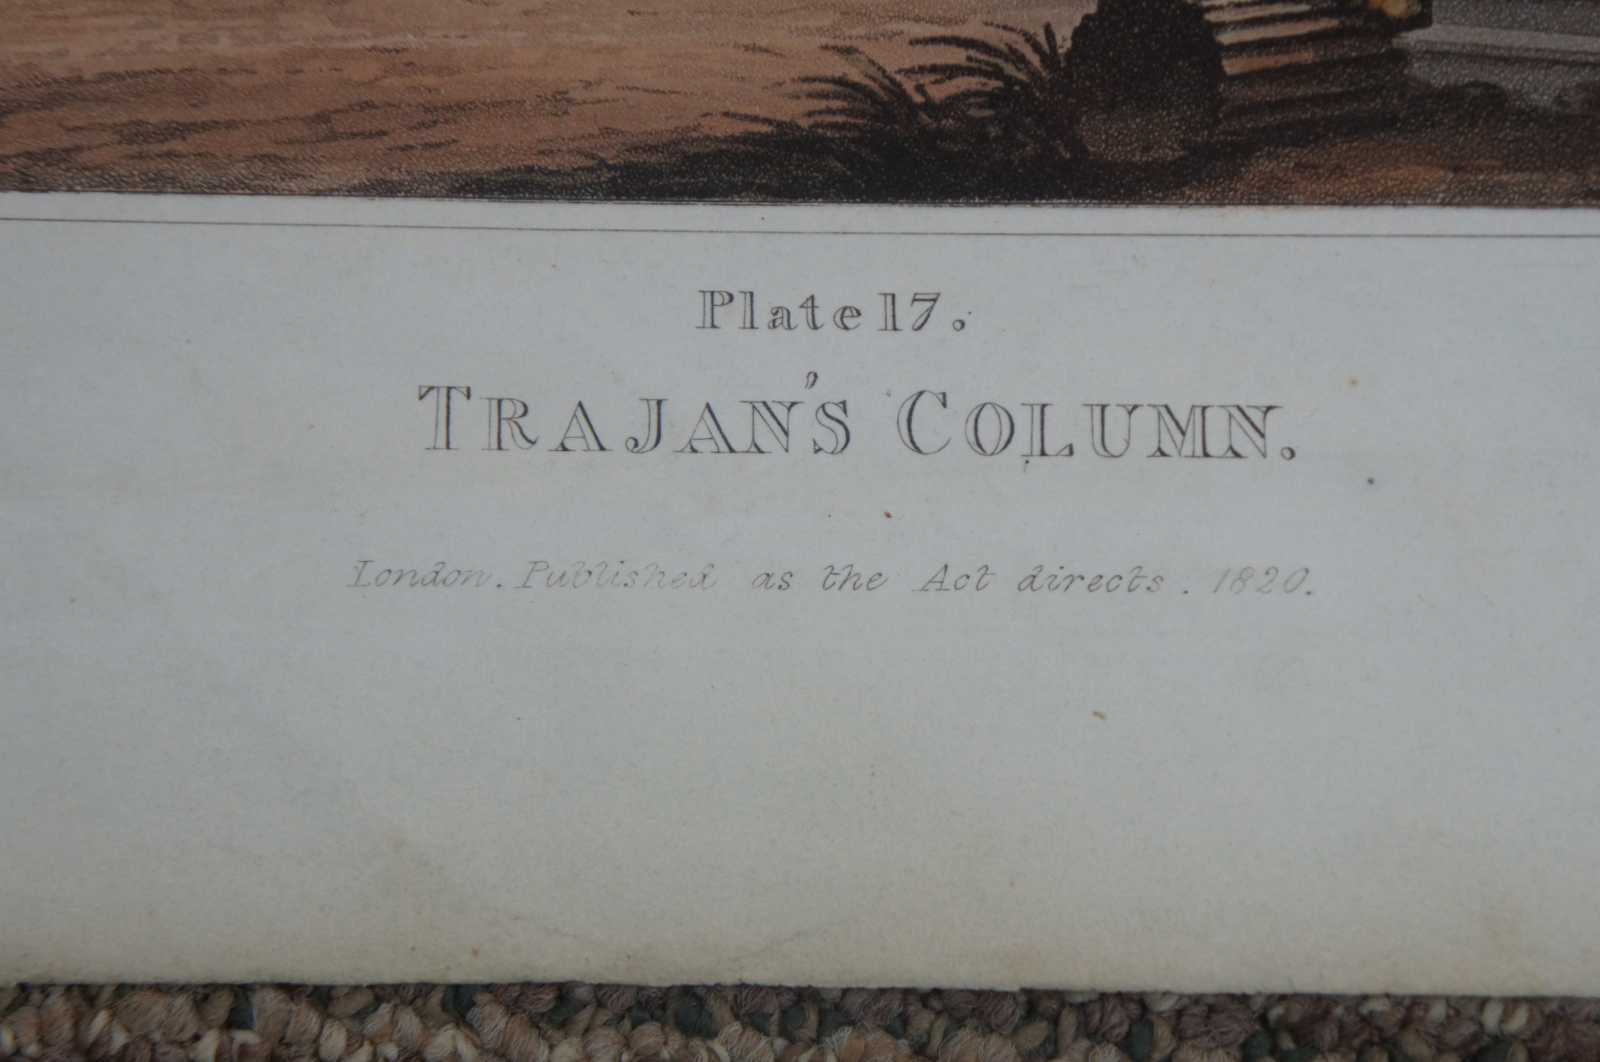 Plate 17.
TRAJAN'S COLUMN.
London. Published as the Act directs. 1820.